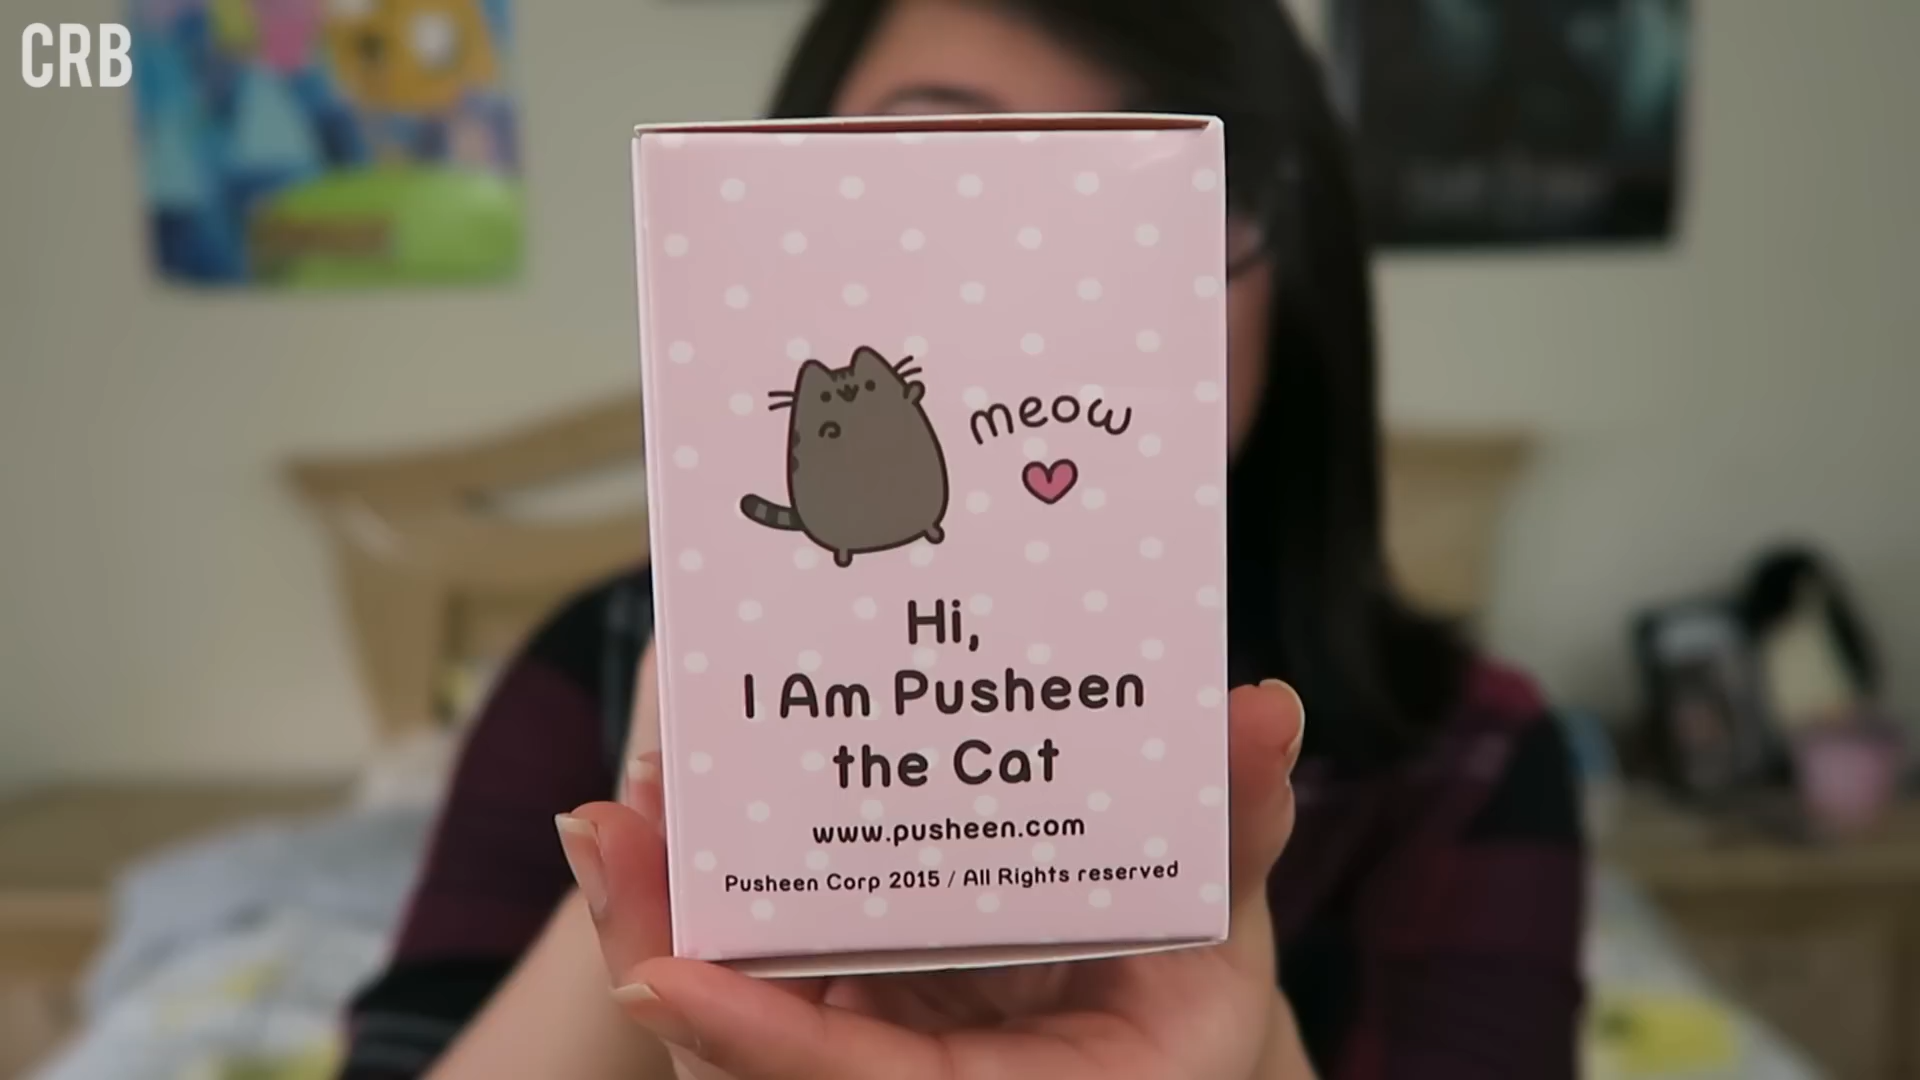 CRB
meow
Hi,
I Am Pusheen
the Cat
www.pusheen.com
Pusheen Corp 2015 / All Rights reserved